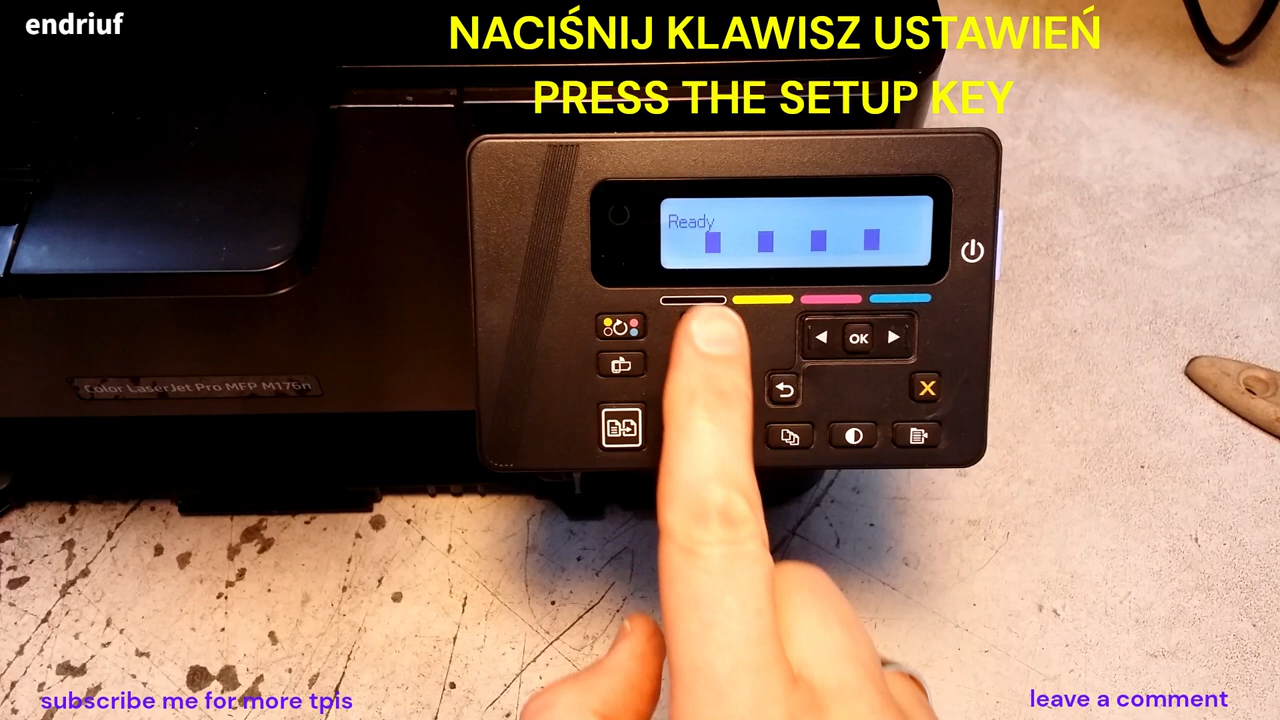 endriuf
NACIŚNIJ KLAWISZ USTAWIEŃ
PRESS THE SETUP KEY
Ready
OK
X
Color LaserJet Pro MFP M176n
subscribe me for more tpis
leave a comment